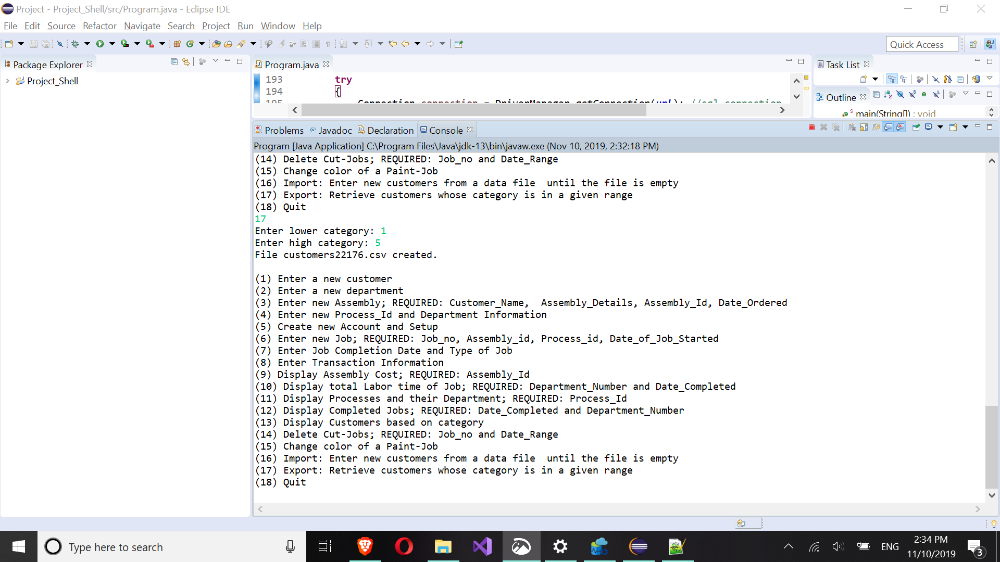 Project - Project_Shell/src/Program.java - Eclipse IDE
File Edit Source Refactor Navigate Search Project Run Window Help
Quick Access
Package Explorer
Project_Shell
Program.java
193 try
194 {
195 Connection connection = DriverManager.getConnection(url); //sql connection
Task List
Outline
main(String[]) : void
Problems @ Javadoc Declaration Console
Program [Java Application] C:\Program Files\Java\jdk-13\bin\javaw.exe (Nov 10, 2019, 2:32:18 PM)
(14) Delete Cut-Jobs; REQUIRED: Job_no and Date_Range
(15) Change color of a Paint-Job
(16) Import: Enter new customers from a data file  until the file is empty
(17) Export: Retrieve customers whose category is in a given range
(18) Quit
17
Enter lower category: 1
Enter high category: 5
File customers22176.csv created.
(1) Enter a new customer
(2) Enter a new department
(3) Enter new Assembly; REQUIRED: Customer_Name,  Assembly_Details, Assembly_Id, Date_Ordered
(4) Enter new Process_Id and Department Information
(5) Create new Account and Setup
(6) Enter new Job; REQUIRED: Job_no, Assembly_id, Process_id, Date_of_Job_Started
(7) Enter Job Completion Date and Type of Job
(8) Enter Transaction Information
(9) Display Assembly Cost; REQUIRED: Assembly_Id
(10) Display total Labor time of Job; REQUIRED: Department_Number and Date_Completed
(11) Display Processes and their Department; REQUIRED: Process_Id
(12) Display Completed Jobs; REQUIRED: Date_Completed and Department_Number
(13) Display Customers based on category
(14) Delete Cut-Jobs; REQUIRED: Job_no and Date_Range
(15) Change color of a Paint-Job
(16) Import: Enter new customers from a data file  until the file is empty
(17) Export: Retrieve customers whose category is in a given range
(18) Quit
Type here to search
ENG
2:34 PM
11/10/2019
3